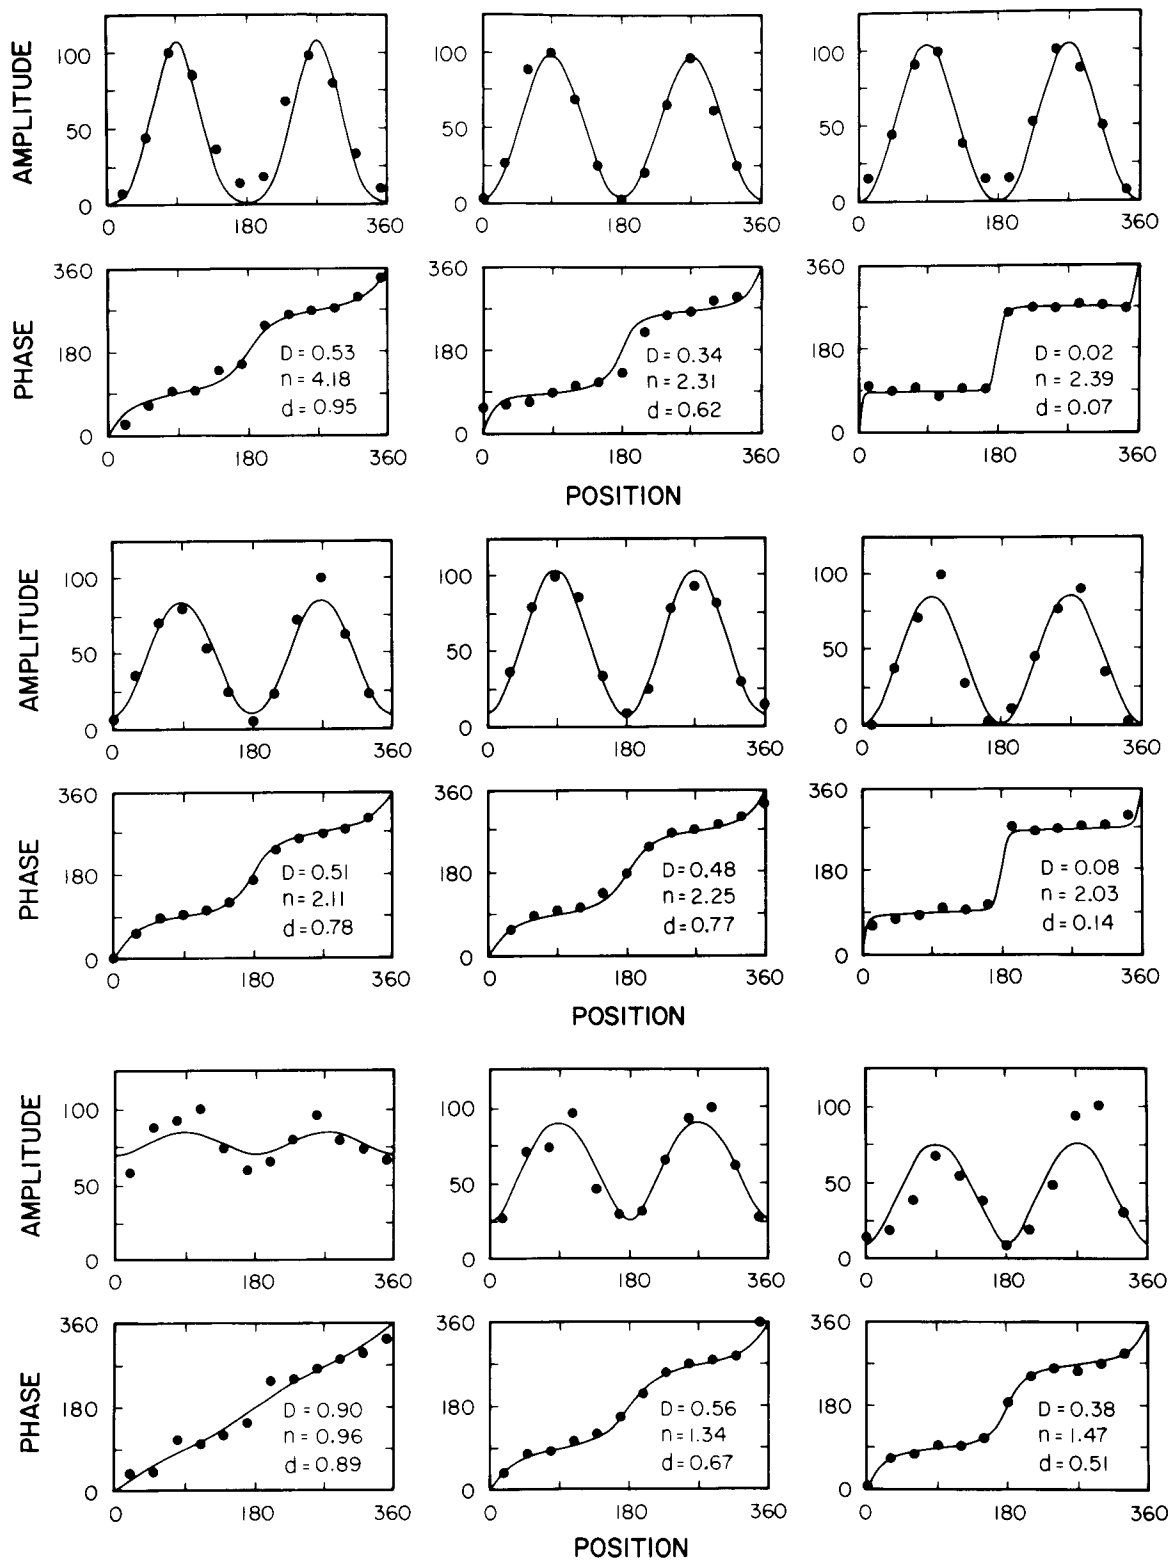 AMPLITUDE
100
50
0
0 180 360
100
50
0
0 180 360
100
50
0
0 180 360
PHASE
360
180
0
D = 0.53
n = 4.18
d = 0.95
0 180 360
360
180
0
D = 0.34
n = 2.31
d = 0.62
0 180 360
360
180
0
D = 0.02
n = 2.39
d = 0.07
0 180 360
POSITION
AMPLITUDE
100
50
0
0 180 360
100
50
0
0 180 360
100
50
0
0 180 360
PHASE
360
180
0
D = 0.51
n = 2.11
d = 0.78
0 180 360
360
180
0
D = 0.48
n = 2.25
d = 0.77
0 180 360
360
180
0
D = 0.08
n = 2.03
d = 0.14
0 180 360
POSITION
AMPLITUDE
100
50
0
0 180 360
100
50
0
0 180 360
100
50
0
0 180 360
PHASE
360
180
0
D = 0.90
n = 0.96
d = 0.89
0 180 360
360
180
0
D = 0.56
n = 1.34
d = 0.67
0 180 360
360
180
0
D = 0.38
n = 1.47
d = 0.51
0 180 360
POSITION